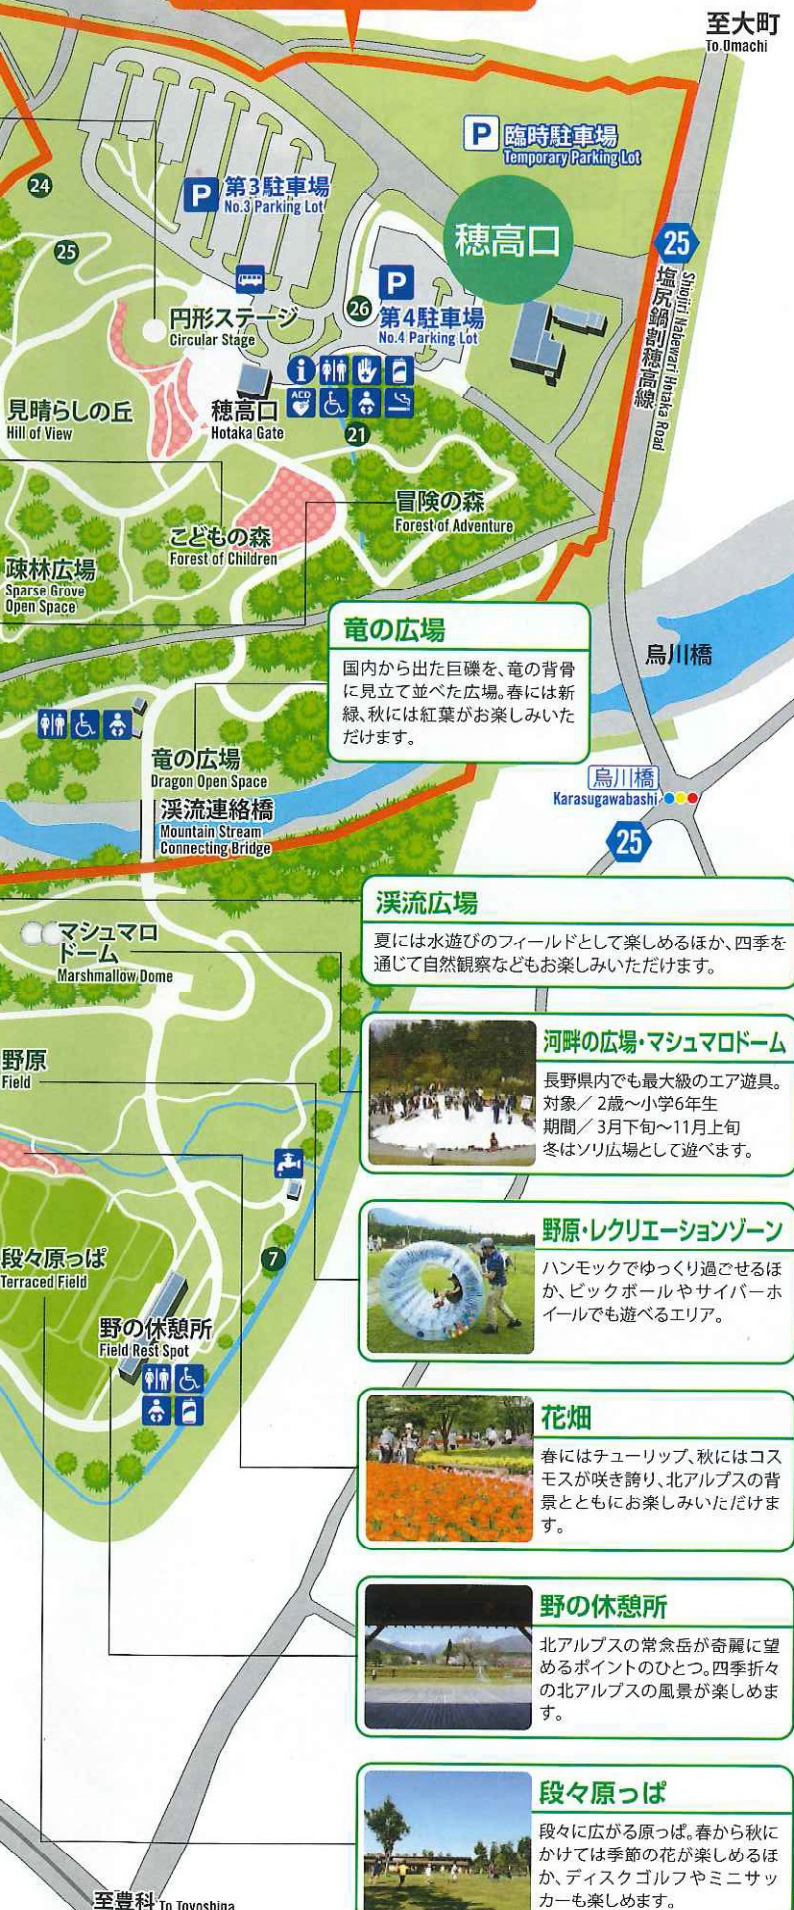 至大町
To Omachi
P 臨時駐車場
Temporary Parking Lot
24
P 第3駐車場
No.3 Parking Lot
穂高口
25
25
塩尻鍋割穂高線
Shiojiri Nabewari Hotaka Road
P
26
円形ステージ
Circular Stage
第4駐車場
No.4 Parking Lot
i
AED
見晴らしの丘
Hill of View
穂高口
Hotaka Gate
21
冒険の森
Forest of Adventure
こどもの森
Forest of Children
疎林広場
Sparse Grove
Open Space
竜の広場
国内から出た巨礫を、竜の背骨
に見立て並べた広場。春には新
緑、秋には紅葉がお楽しみいた
だけます。
烏川橋
竜の広場
Dragon Open Space
渓流連絡橋
Mountain Stream
Connecting Bridge
烏川橋
Karasugawabashi
25
渓流広場
夏には水遊びのフィールドとして楽しめるほか、四季を
通じて自然観察などもお楽しみいただけます。
マシュマロ
ドーム
Marshmallow Dome
河畔の広場・マシュマロドーム
長野県内でも最大級のエア遊具。
対象／2歳～小学6年生
期間／3月下旬～11月上旬
冬はソリ広場として遊べます。
野原
Field
野原・レクリエーションゾーン
ハンモックでゆっくり過ごせるほ
か、ビックボールやサイバーホ
イールでも遊べるエリア。
段々原っぱ
Terraced Field
7
野の休憩所
Field Rest Spot
花畑
春にはチューリップ、秋にはコス
モスが咲き誇り、北アルプスの背
景とともにお楽しみいただけま
す。
野の休憩所
北アルプスの常念岳が奇麗に望
めるポイントのひとつ。四季折々
の北アルプスの風景が楽しめま
す。
段々原っぱ
段々に広がる原っぱ。春から秋に
かけては季節の花が楽しめるほ
か、ディスクゴルフやミニサッ
カーも楽しめます。
至豊科 To Toyoshina